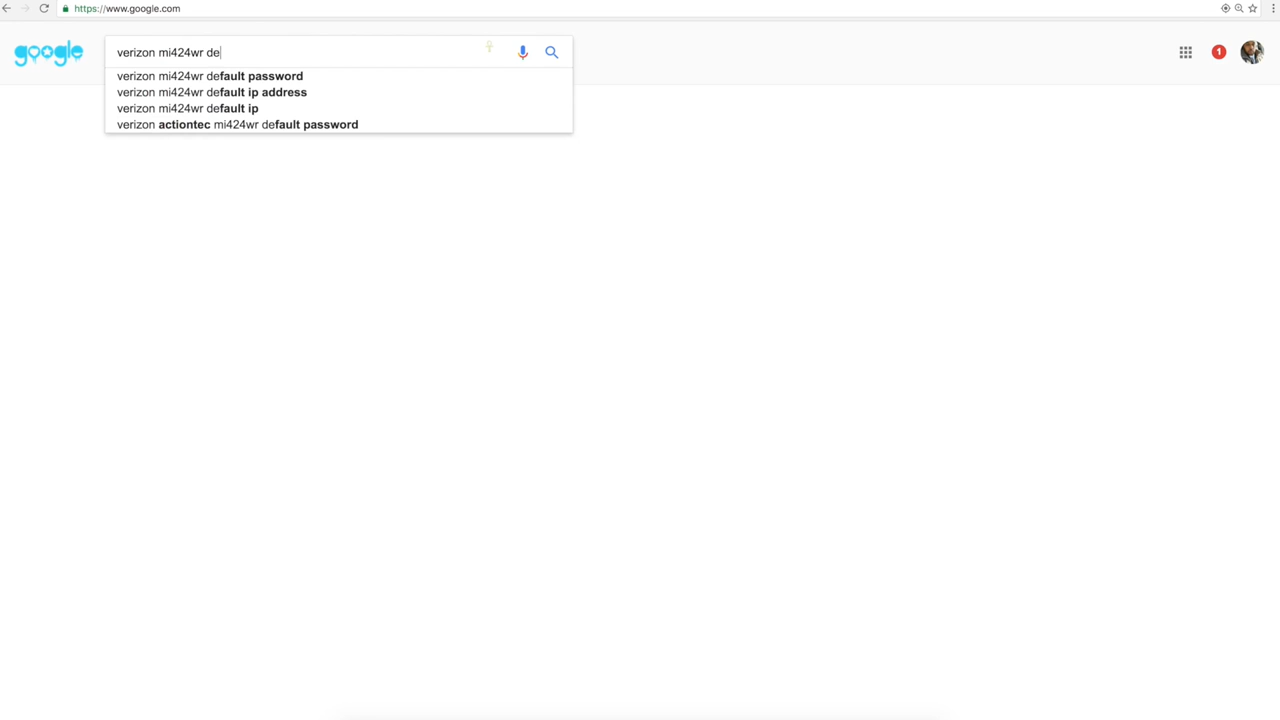 https://www.google.com
google
verizon mi424wr de
1
verizon mi424wr default password
verizon mi424wr default ip address
verizon mi424wr default ip
verizon actiontec mi424wr default password